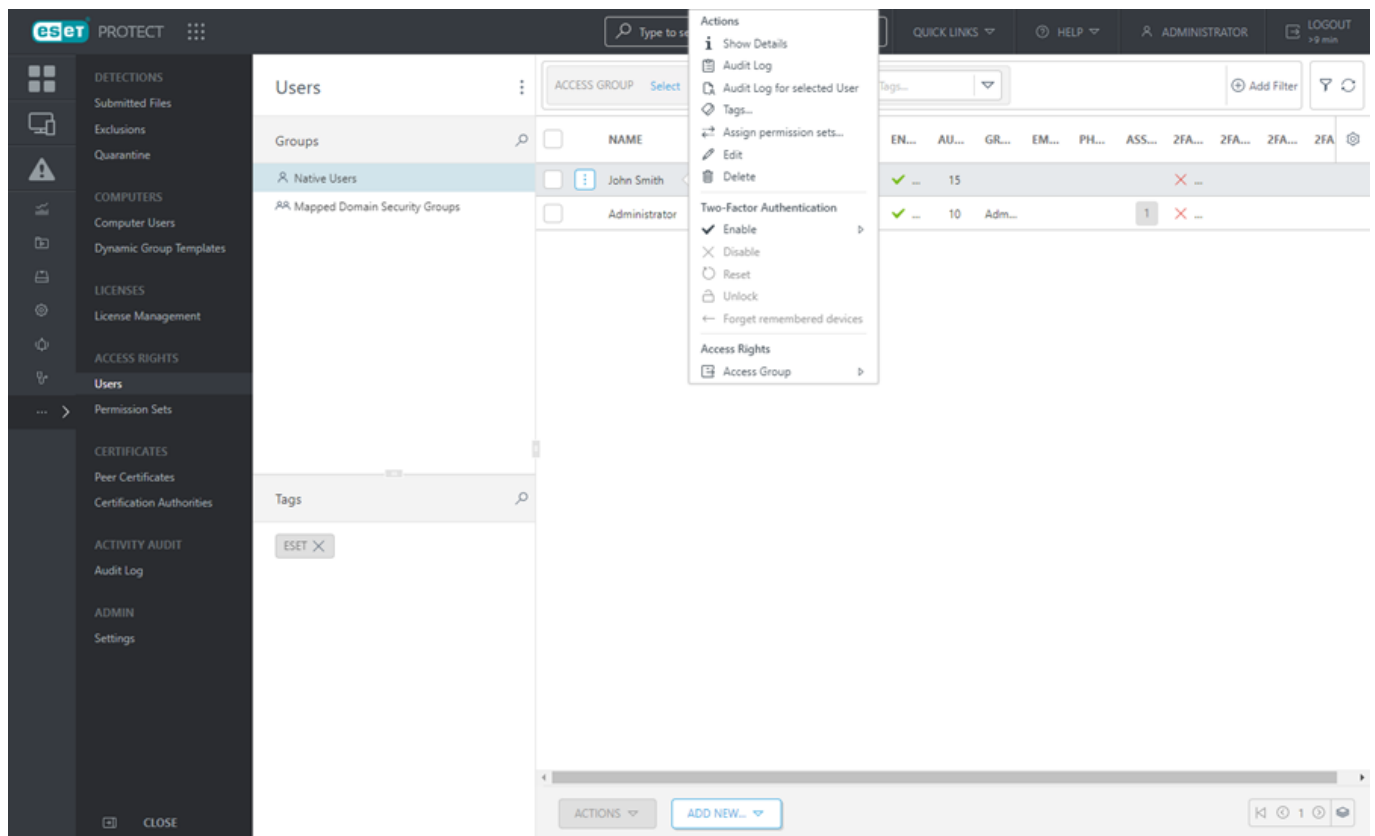 eset PROTECT
Type to se
QUICK LINKS
HELP
ADMINISTRATOR
LOGOUT
>9 min
DETECTIONS
Submitted Files
Exclusions
Quarantine
COMPUTERS
Computer Users
Dynamic Group Templates
LICENSES
License Management
ACCESS RIGHTS
Users
Permission Sets
CERTIFICATES
Peer Certificates
Certification Authorities
ACTIVITY AUDIT
Audit Log
ADMIN
Settings
CLOSE
Users
Groups
Native Users
Mapped Domain Security Groups
Tags
ESET
ACCESS GROUP Select
Tags...
Add Filter
NAME EN... AU... GR... EM... PH... ASS... 2FA... 2FA... 2FA... 2FA
John Smith ... 15 ...
Administrator ... 10 Adm... 1 ...
Actions
Show Details
Audit Log
Audit Log for selected User
Tags...
Assign permission sets...
Edit
Delete
Two-Factor Authentication
Enable
Disable
Reset
Unlock
Forget remembered devices
Access Rights
Access Group
ACTIONS
ADD NEW...
1